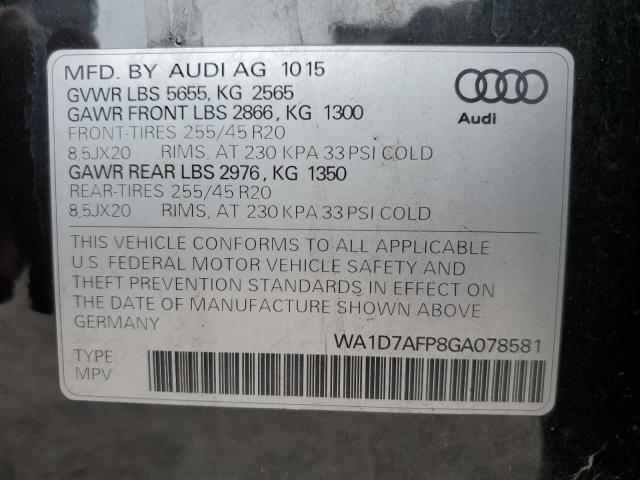 MFD. BY AUDI AG 1015
GVWR LBS 5655, KG 2565
GAWR FRONT LBS 2866, KG 1300
FRONT-TIRES 255/45 R20
8,5JX20 RIMS, AT 230 KPA 33 PSI COLD
GAWR REAR LBS 2976, KG 1350
REAR-TIRES 255/45 R20
8,5JX20 RIMS, AT 230 KPA 33 PSI COLD
Audi
THIS VEHICLE CONFORMS TO ALL APPLICABLE
U.S. FEDERAL MOTOR VEHICLE SAFETY AND
THEFT PREVENTION STANDARDS IN EFFECT ON
THE DATE OF MANUFACTURE SHOWN ABOVE.
GERMANY
WA1D7AFP8GA078581
TYPE:
MPV